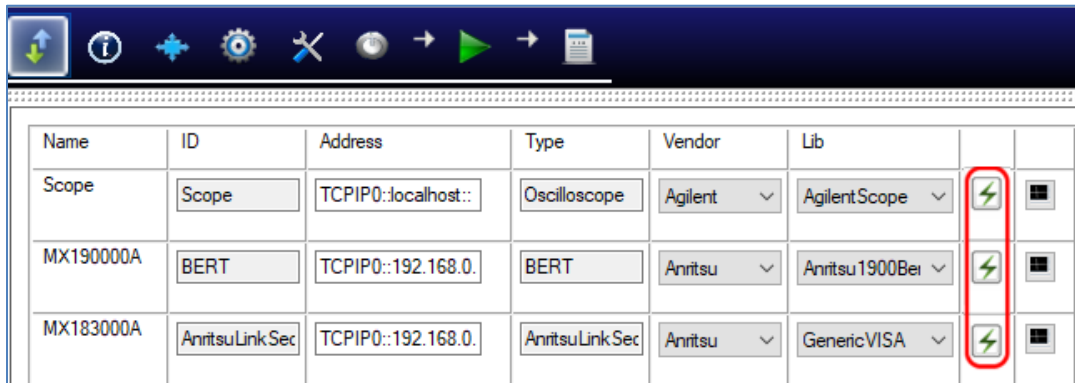 Name ID Address Type Vendor Lib
Scope Scope TCPIP0::localhost:: Oscilloscope Agilent AgilentScope
MX190000A BERT TCPIP0::192.168.0. BERT Anritsu Anritsu1900Ber
MX183000A AnritsuLinkSec TCPIP0::192.168.0. AnritsuLinkSec Anritsu GenericVISA